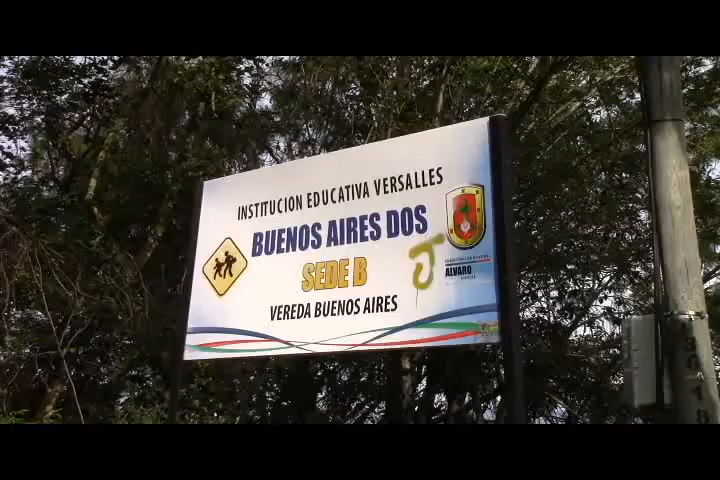 INSTITUCION EDUCATIVA VERSALLES
BUENOS AIRES DOS
SEDE B
VEREDA BUENOS AIRES
ALVARO